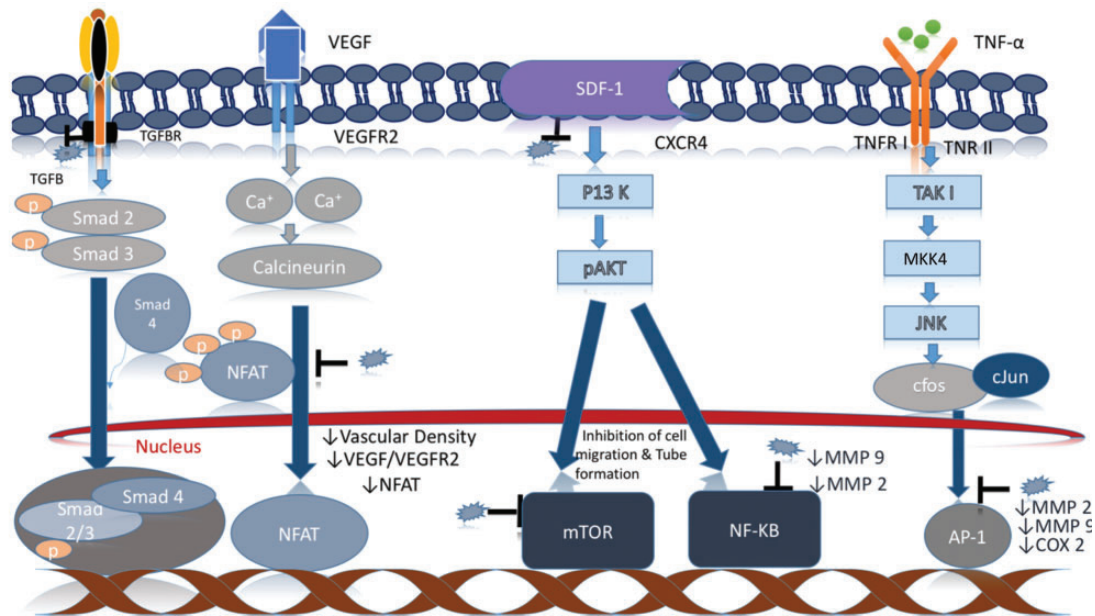 VEGF
TNF-α
SDF-1
TGFBR
VEGFR2
CXCR4
TNFR I
TNR II
TGFB
p
Smad 2
p
Smad 3
Ca⁺
Ca⁺
Calcineurin
P13 K
pAKT
TAK I
MKK4
JNK
Smad
4
p
p
p
NFAT
cfos
cJun
Nucleus
↓Vascular Density
↓VEGF/VEGFR2
↓NFAT
Inhibition of cell
migration & Tube
formation
↓MMP 9
↓MMP 2
Smad 4
Smad
2/3
p
NFAT
mTOR
NF-KB
AP-1
↓MMP 2
↓MMP 9
↓COX 2